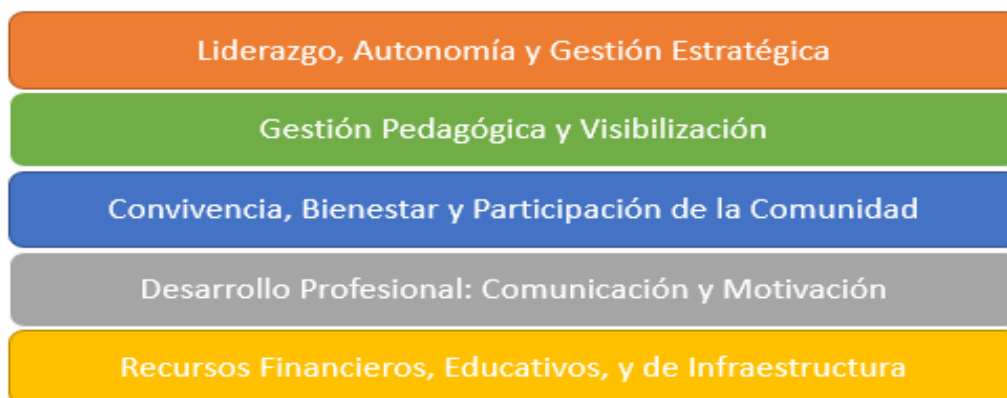 Liderazgo, Autonomía y Gestión Estratégica
Gestión Pedagógica y Visibilización
Convivencia, Bienestar y Participación de la Comunidad
Desarrollo Profesional: Comunicación y Motivación
Recursos Financieros, Educativos, y de Infraestructura